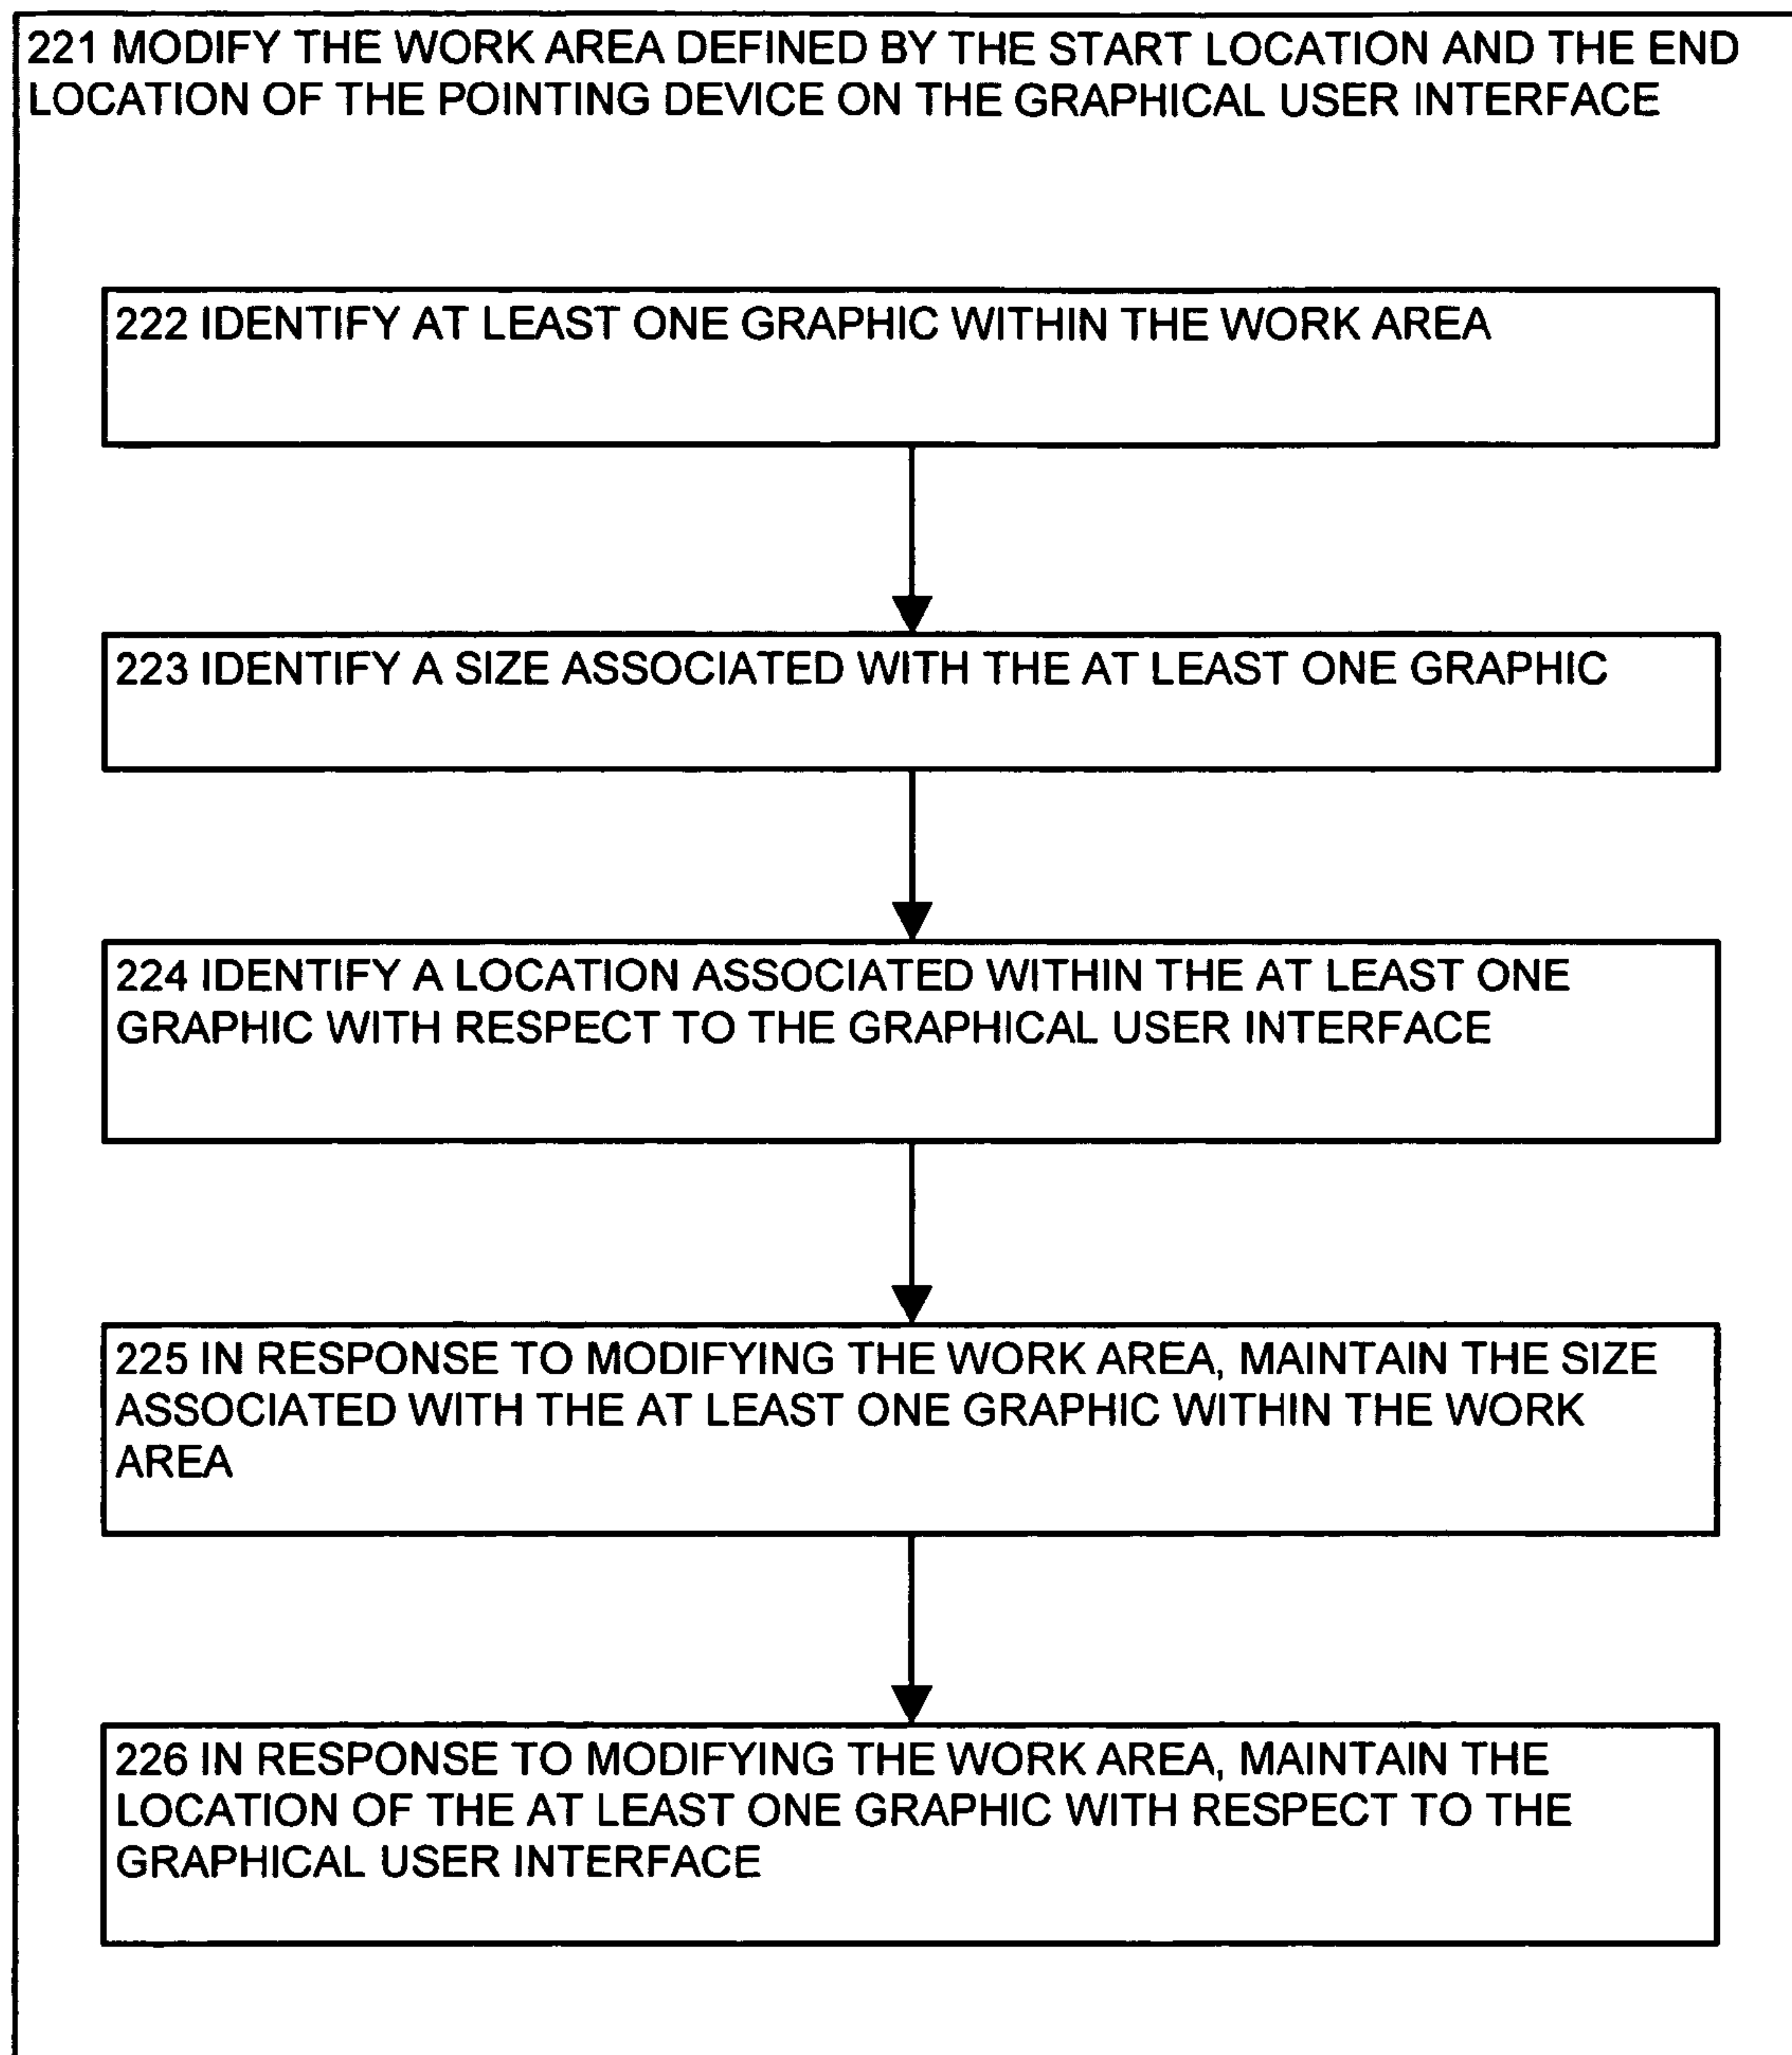 221 MODIFY THE WORK AREA DEFINED BY THE START LOCATION AND THE END
LOCATION OF THE POINTING DEVICE ON THE GRAPHICAL USER INTERFACE
222 IDENTIFY AT LEAST ONE GRAPHIC WITHIN THE WORK AREA
223 IDENTIFY A SIZE ASSOCIATED WITH THE AT LEAST ONE GRAPHIC
224 IDENTIFY A LOCATION ASSOCIATED WITHIN THE AT LEAST ONE
GRAPHIC WITH RESPECT TO THE GRAPHICAL USER INTERFACE
225 IN RESPONSE TO MODIFYING THE WORK AREA, MAINTAIN THE SIZE
ASSOCIATED WITH THE AT LEAST ONE GRAPHIC WITHIN THE WORK
AREA
226 IN RESPONSE TO MODIFYING THE WORK AREA, MAINTAIN THE
LOCATION OF THE AT LEAST ONE GRAPHIC WITH RESPECT TO THE
GRAPHICAL USER INTERFACE